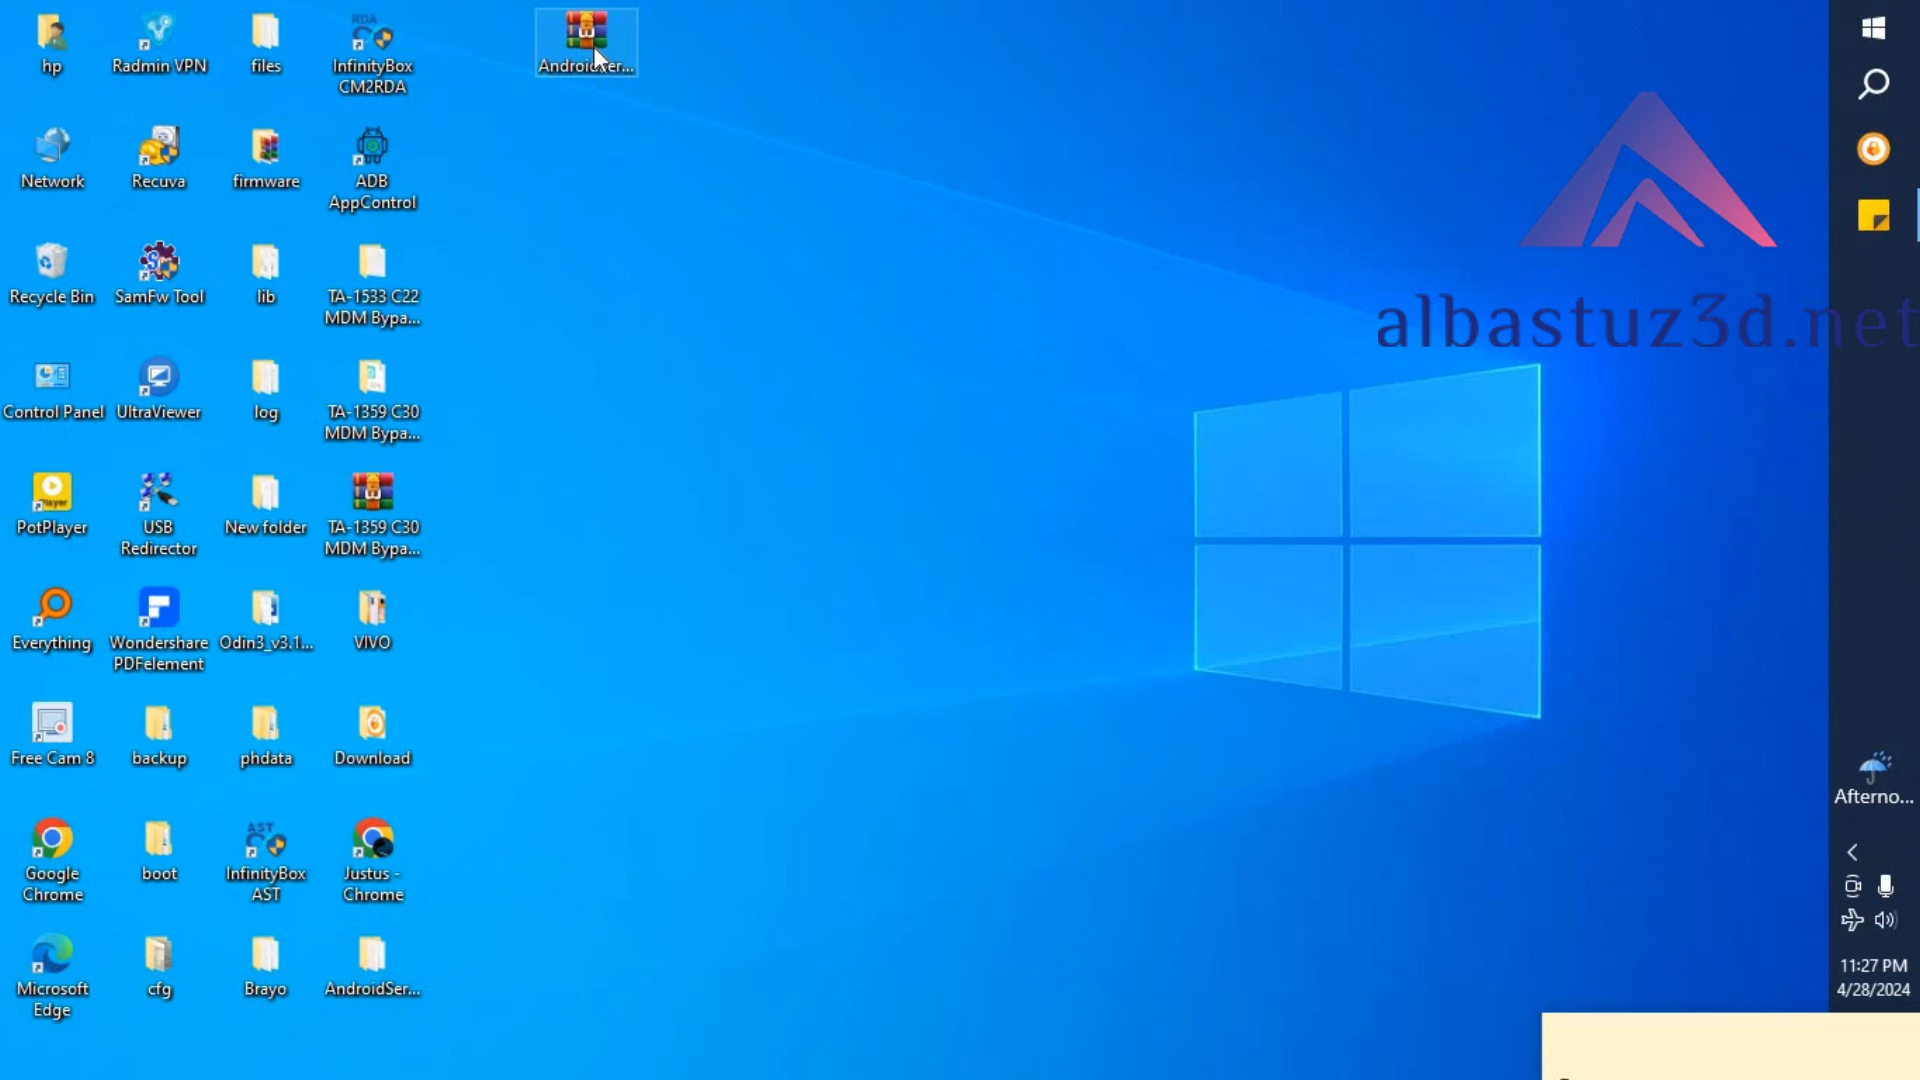 hp
Radmin VPN
files
RDA
InfinityBox
CM2RDA
Network
Recuva
firmware
ADB
AppControl
Recycle Bin
SamFw Tool
lib
TA-1533 C22
MDM Bypa...
Control Panel
UltraViewer
log
TA-1359 C30
MDM Bypa...
PotPlayer
USB
Redirector
New folder
TA-1359 C30
MDM Bypa...
Everything
Wondershare
PDFelement
Odin3_v3.1...
VIVO
Free Cam 8
backup
phdata
Download
Google
Chrome
boot
AST
InfinityBox
AST
Justus -
Chrome
Microsoft
Edge
cfg
Brayo
AndroidSer...
albastuz3d.net
Afterno...
11:27 PM
4/28/2024